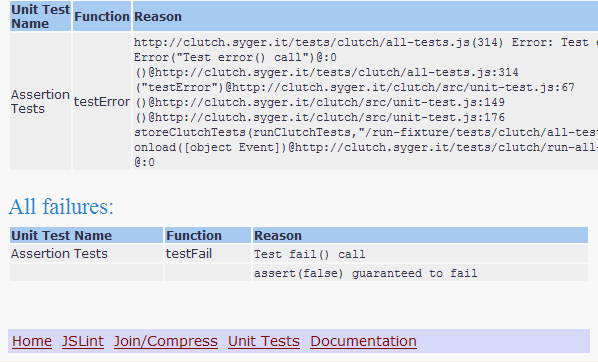 Unit Test Name Function Reason
Assertion Tests testError http://clutch.syger.it/tests/clutch/all-tests.js(314) Error: Test e
Error("Test error() call")@:0
()@http://clutch.syger.it/tests/clutch/all-tests.js:314
("testError")@http://clutch.syger.it/clutch/src/unit-test.js:67
()@http://clutch.syger.it/clutch/src/unit-test.js:149
()@http://clutch.syger.it/clutch/src/unit-test.js:176
storeClutchTests(runClutchTests,"/run-fixture/tests/clutch/all-test
onload([object Event])@http://clutch.syger.it/tests/clutch/run-all-
@:0
All failures:
Unit Test Name Function Reason
Assertion Tests testFail Test fail() call
assert(false) guaranteed to fail
Home JSLint Join/Compress Unit Tests Documentation